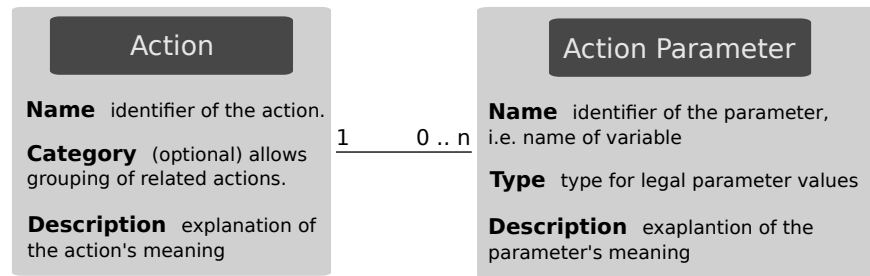 Action
Name identifier of the action.
Category (optional) allows
grouping of related actions.
Description explanation of
the action's meaning
1 0 .. n
Action Parameter
Name identifier of the parameter,
i.e. name of variable
Type type for legal parameter values
Description exaplantion of the
parameter's meaning